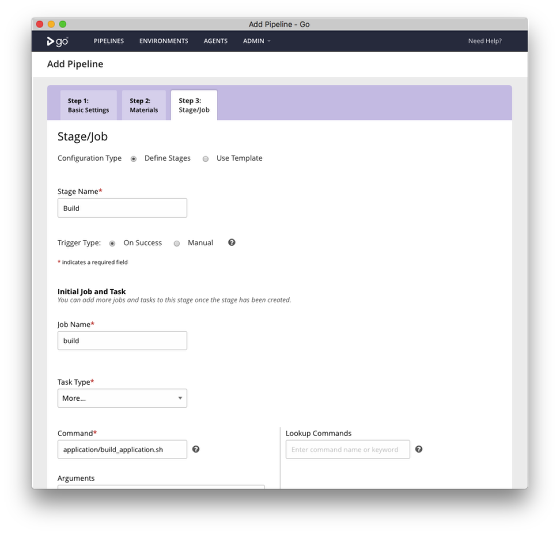 Add Pipeline - Go
go PIPELINES ENVIRONMENTS AGENTS ADMIN Need Help?
Add Pipeline
Step 1: Step 2: Step 3:
Basic Settings Materials Stage/Job
Stage/Job
Configuration Type Define Stages Use Template
Stage Name*
Build
Trigger Type: On Success Manual ?
* indicates a required field
Initial Job and Task
You can add more jobs and tasks to this stage once the stage has been created.
Job Name*
build
Task Type*
More...
Command* Lookup Commands
application/build_application.sh ? Enter command name or keyword ?
Arguments